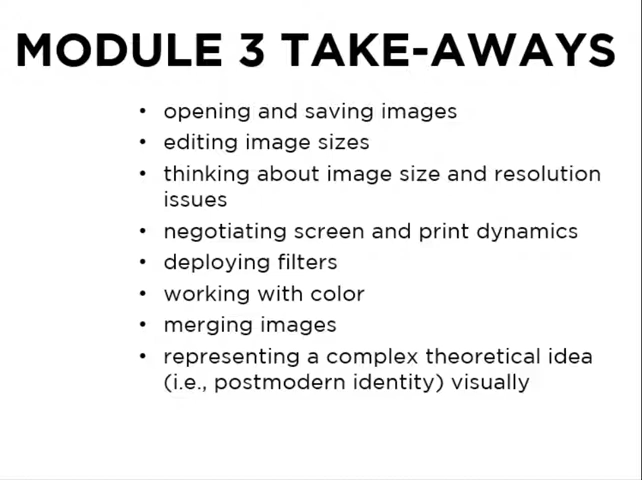 MODULE 3 TAKE-AWAYS
• opening and saving images
• editing image sizes
• thinking about image size and resolution
issues
• negotiating screen and print dynamics
• deploying filters
• working with color
• merging images
• representing a complex theoretical idea
(i.e., postmodern identity) visually